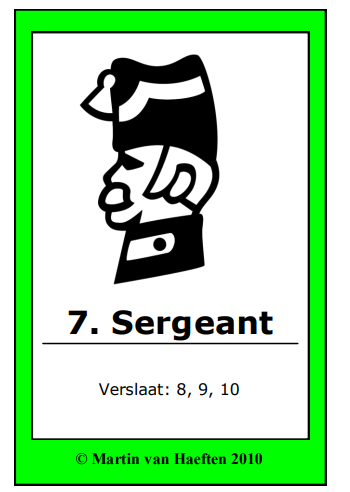 7. Sergeant
Verslaat: 8, 9, 10
© Martin van Haeften 2010